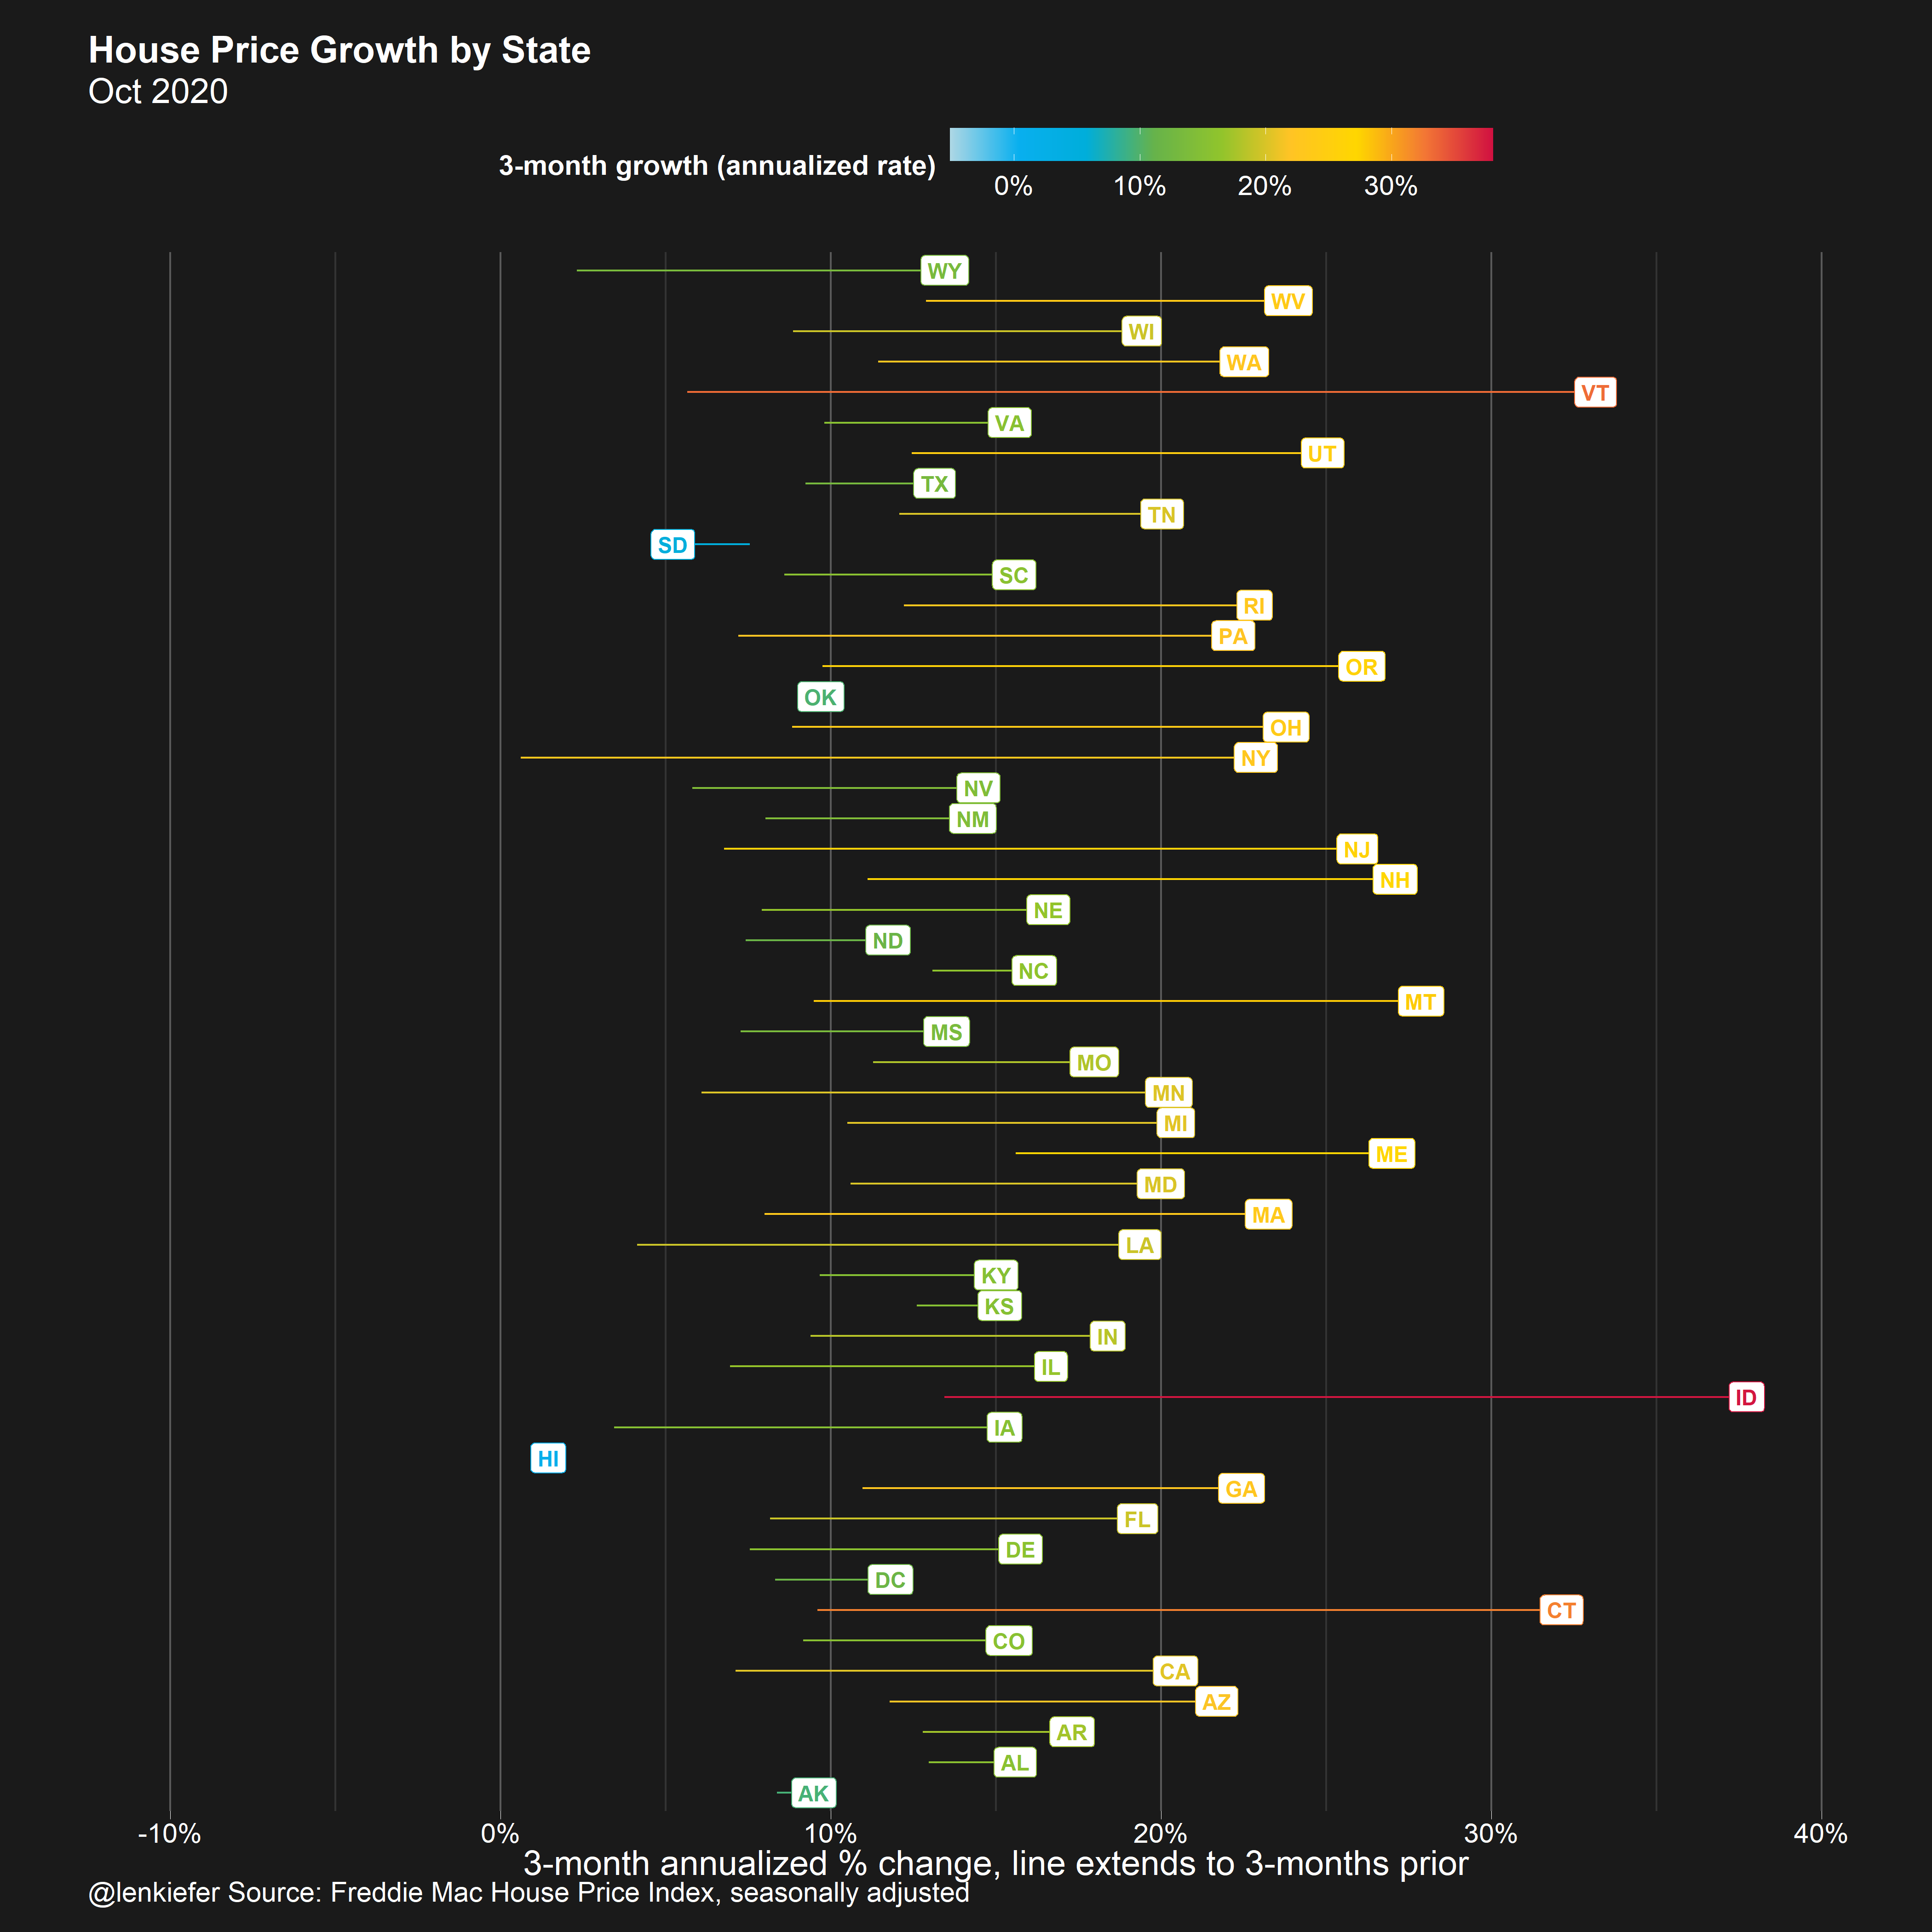 House Price Growth by State
Oct 2020
3-month growth (annualized rate)
0% 10% 20% 30%
WY
WV
WI
WA
VT
VA
UT
TX
TN
SD
SC
RI
PA
OR
OK
OH
NY
NV
NM
NJ
NH
NE
ND
NC
MT
MS
MO
MN
MI
ME
MD
MA
LA
KY
KS
IN
IL
ID
IA
HI
GA
FL
DE
DC
CT
CO
CA
AZ
AR
AL
AK
-10% 0% 10% 20% 30% 40%
3-month annualized % change, line extends to 3-months prior
@lenkiefer Source: Freddie Mac House Price Index, seasonally adjusted